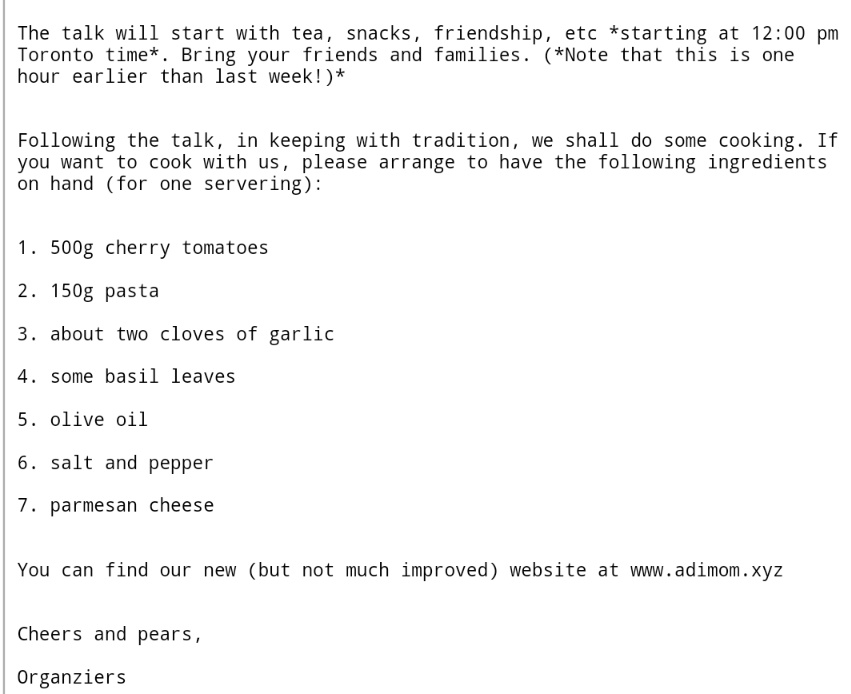 The talk will start with tea, snacks, friendship, etc *starting at 12:00 pm
Toronto time*. Bring your friends and families. (*Note that this is one
hour earlier than last week!)*
Following the talk, in keeping with tradition, we shall do some cooking. If
you want to cook with us, please arrange to have the following ingredients
on hand (for one servering):
1. 500g cherry tomatoes
2. 150g pasta
3. about two cloves of garlic
4. some basil leaves
5. olive oil
6. salt and pepper
7. parmesan cheese
You can find our new (but not much improved) website at www.adimom.xyz
Cheers and pears,
Organziers